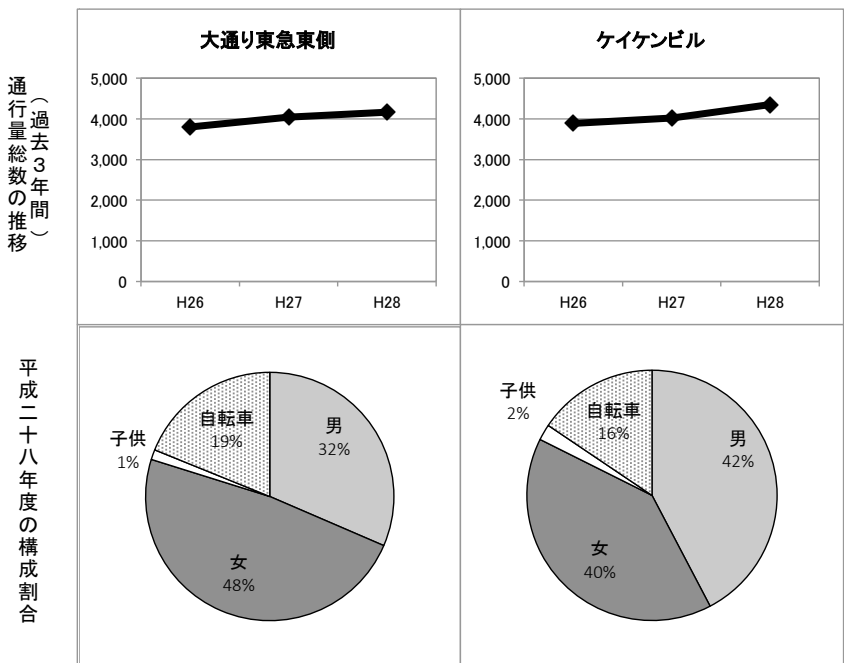 大通り東急東側
ケイケンビル
通行量総数の推移
（過去３年間）
5,000
4,000
3,000
2,000
1,000
0
H26 H27 H28
5,000
4,000
3,000
2,000
1,000
0
H26 H27 H28
平成二十八年度の構成割合
男
32%
女
48%
子供
1%
自転車
19%
男
42%
女
40%
子供
2%
自転車
16%